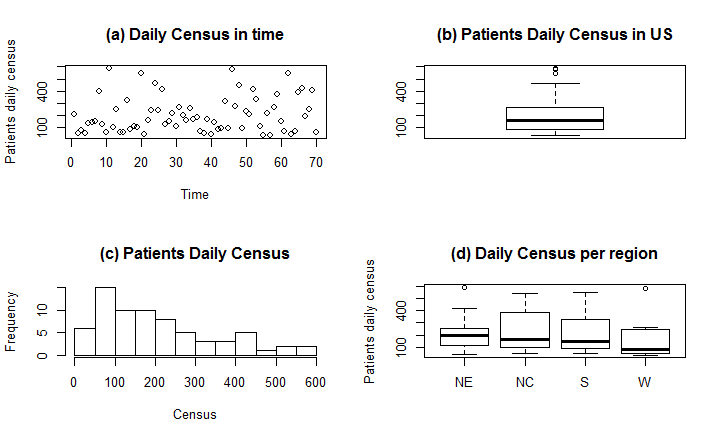 (a) Daily Census in time
Patients daily census
400
100
0 10 20 30 40 50 60 70
Time
(b) Patients Daily Census in US
400
100
(c) Patients Daily Census
Frequency
10
5
0
0 100 200 300 400 500 600
Census
(d) Daily Census per region
Patients daily census
400
100
NE NC S W